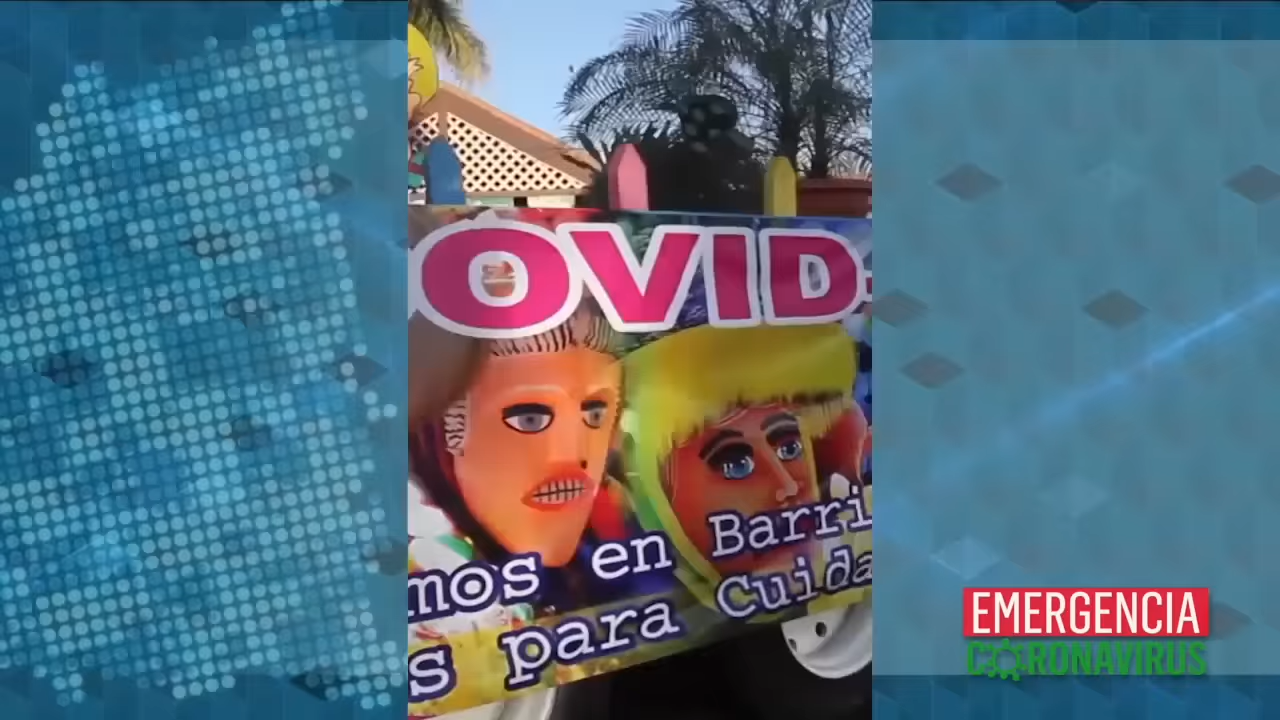 OVID-
mos en Barri
s para Cuida
EMERGENCIA
CORONAVIRUS